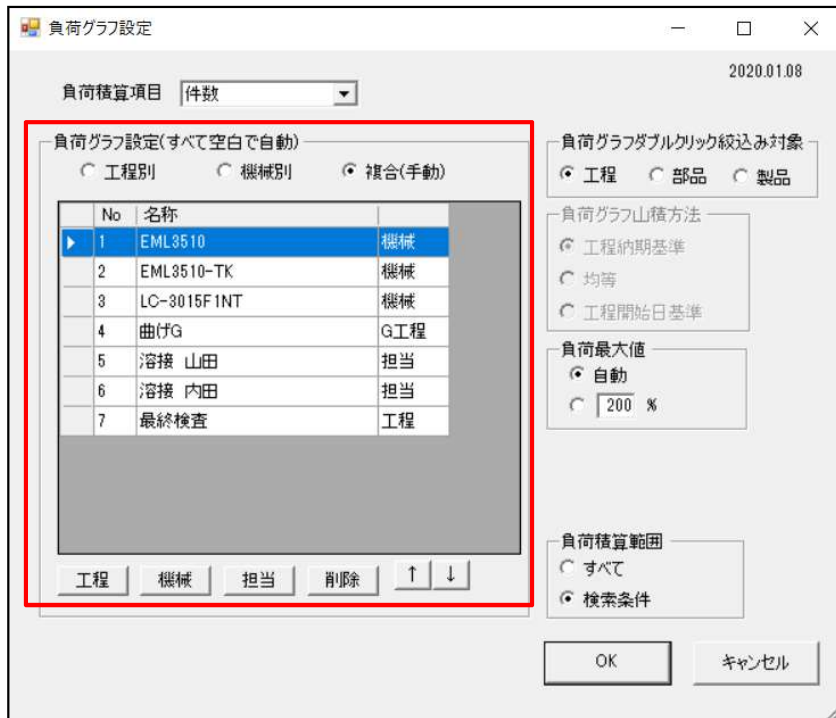 負荷グラフ設定
2020.01.08
負荷積算項目 件数
負荷グラフ設定(すべて空白で自動)
工程別 機械別 複合(手動)
No 名称
1 EML3510 機械
2 EML3510-TK 機械
3 LC-3015F1NT 機械
4 曲げG G工程
5 溶接 山田 担当
6 溶接 内田 担当
7 最終検査 工程
工程 機械 担当 削除 ↑ ↓
負荷グラフダブルクリック絞込み対象
工程 部品 製品
負荷グラフ山積方法
工程納期基準
均等
工程開始日基準
負荷最大値
自動
200 %
負荷積算範囲
すべて
検索条件
OK キャンセル